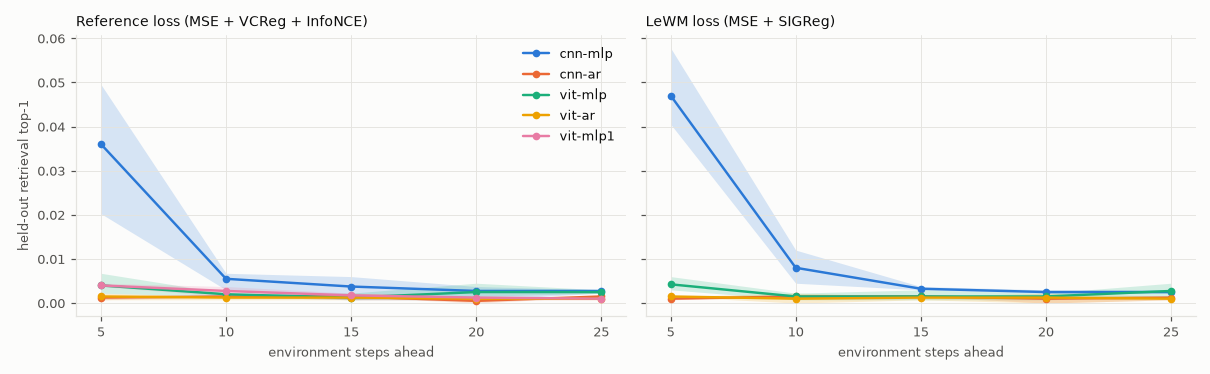 Reference loss (MSE + VCReg + InfoNCE)
LeWM loss (MSE + SIGReg)
held-out retrieval top-1
0.06
0.05
0.04
0.03
0.02
0.01
0.00
cnn-mlp
cnn-ar
vit-mlp
vit-ar
vit-mlp1
5 10 15 20 25
5 10 15 20 25
environment steps ahead
environment steps ahead